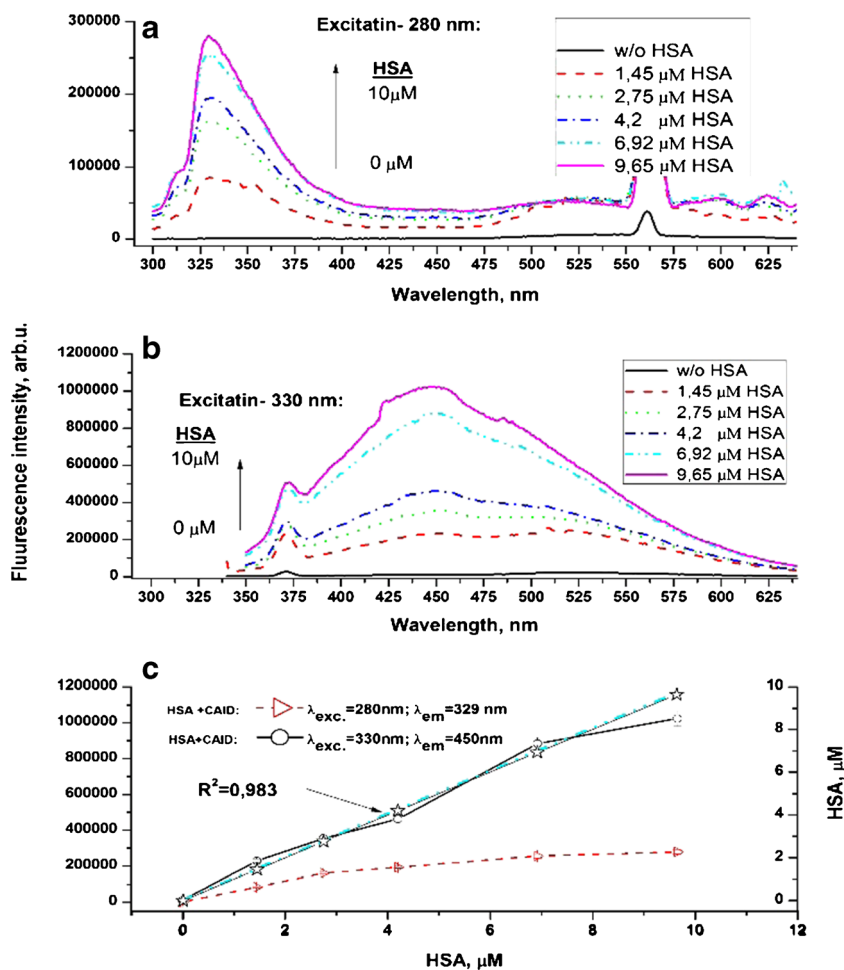 a
Excitatin- 280 nm:
HSA
10μM
0 μM
w/o HSA
1,45 μM HSA
2,75 μM HSA
4,2 μM HSA
6,92 μM HSA
9,65 μM HSA
300000
200000
100000
0
300 325 350 375 400 425 450 475 500 525 550 575 600 625
Wavelength, nm
Fluurescence intensity, arb.u.
b
Excitatin- 330 nm:
HSA
10μM
0 μM
w/o HSA
1,45 μM HSA
2,75 μM HSA
4,2 μM HSA
6,92 μM HSA
9,65 μM HSA
1200000
1000000
800000
600000
400000
200000
0
300 325 350 375 400 425 450 475 500 525 550 575 600 625
Wavelength, nm
c
HSA +CAID: λexc.=280nm; λem=329 nm
HSA+CAID: λexc.=330nm; λem=450nm
R²=0,983
1200000
1000000
800000
600000
400000
200000
0
10
8
6
4
2
0
HSA, μM
0 2 4 6 8 10 12
HSA, μM